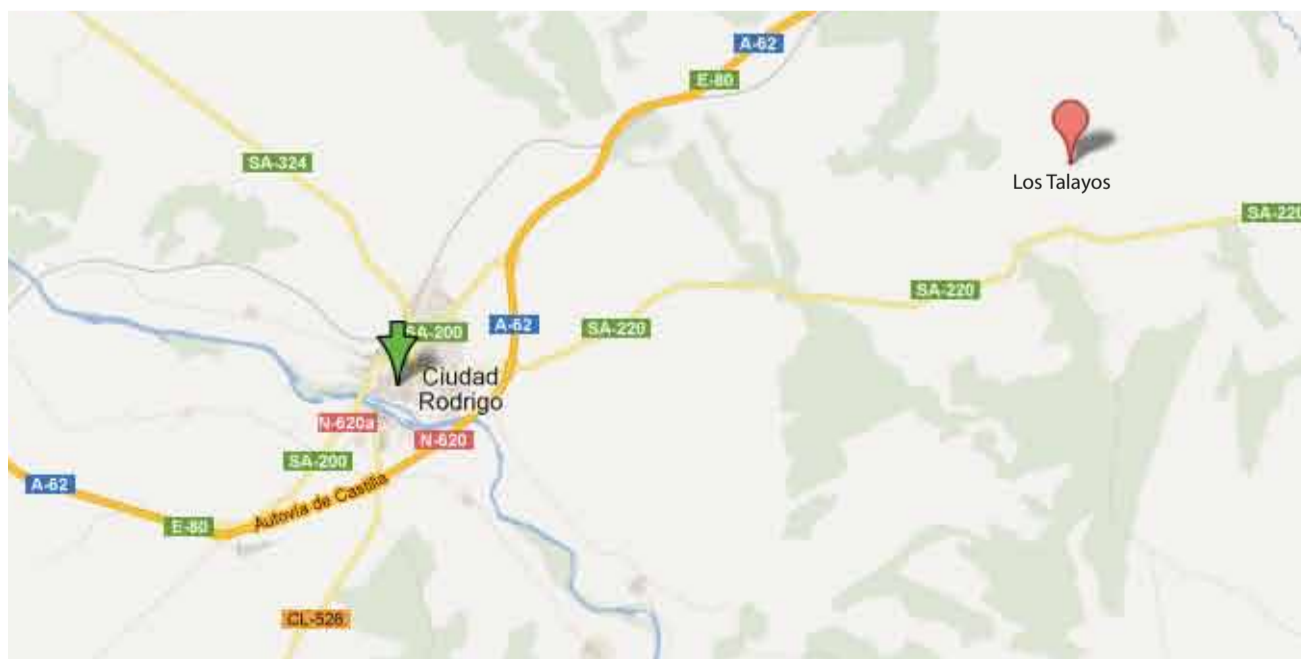 A-62
E-80
SA-324
Los Talayos
SA-220
SA-220
SA-200
A-62
SA-220
Ciudad
Rodrigo
N-620a
N-620
SA-200
A-62
Autovía de Castilla
E-80
CL-526